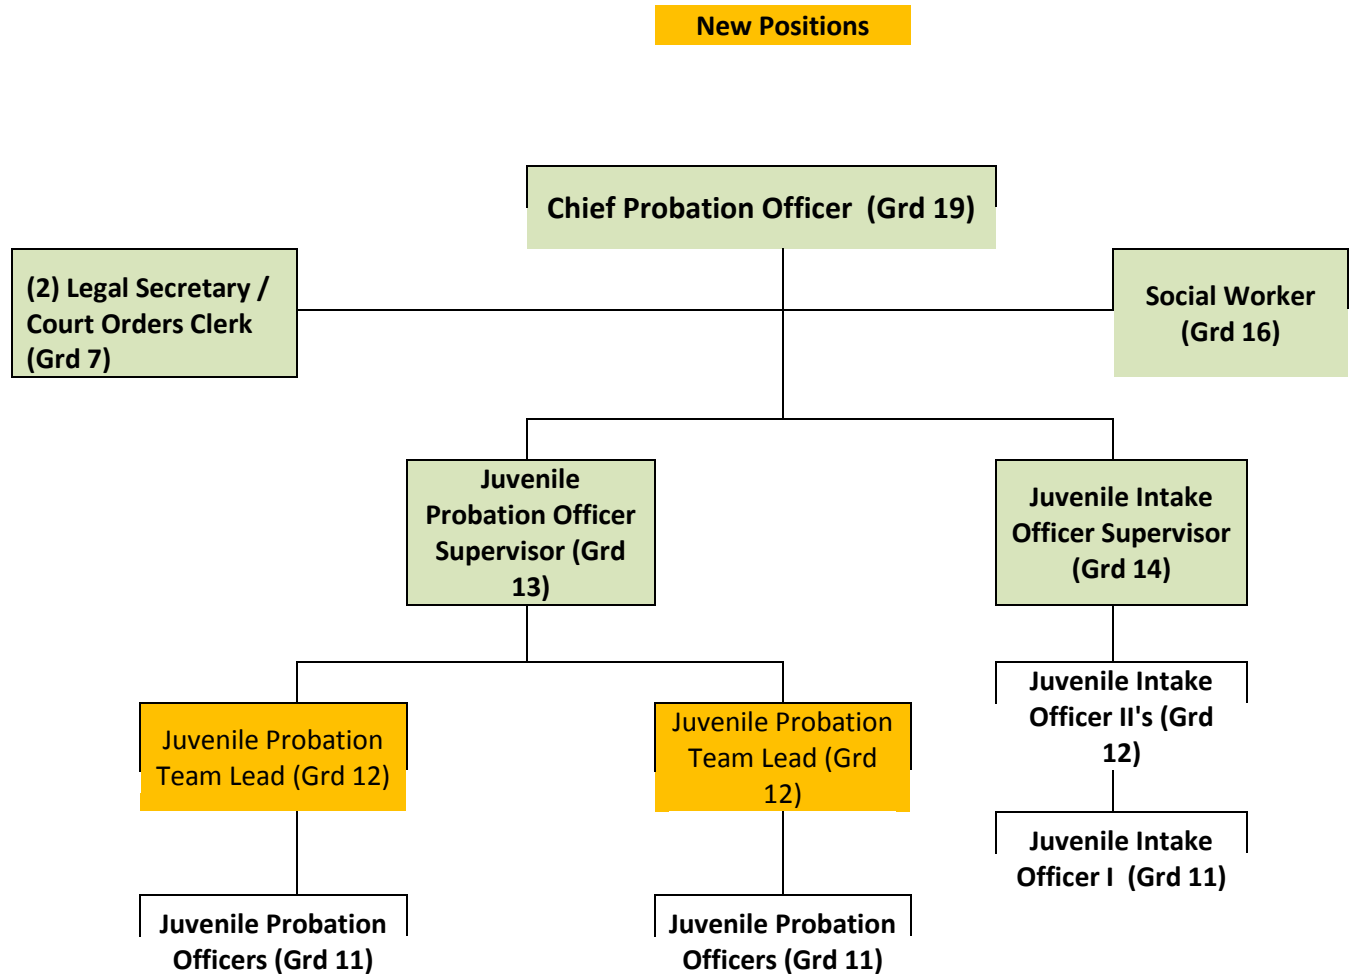 New Positions
Chief Probation Officer  (Grd 19)
(2) Legal Secretary /
Court Orders Clerk
(Grd 7)
Social Worker
(Grd 16)
Juvenile
Probation Officer
Supervisor (Grd
13)
Juvenile Intake
Officer Supervisor
(Grd 14)
Juvenile Probation
Team Lead (Grd 12)
Juvenile Probation
Team Lead (Grd
12)
Juvenile Intake
Officer II's (Grd
12)
Juvenile Intake
Officer I  (Grd 11)
Juvenile Probation
Officers (Grd 11)
Juvenile Probation
Officers (Grd 11)